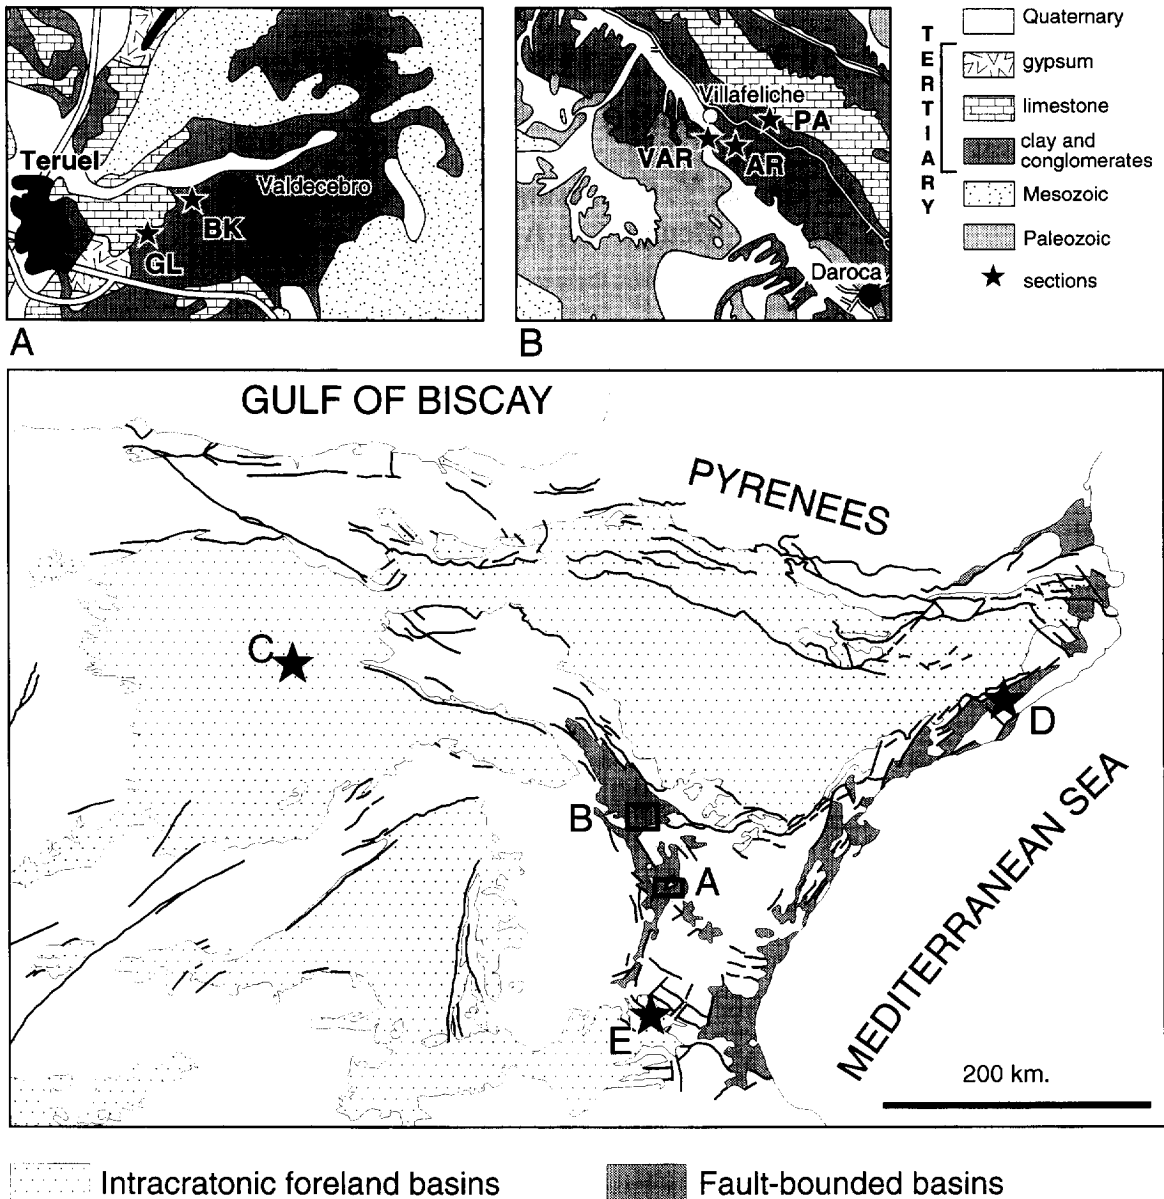 Teruel
Valdecebro
BK
GL
A
Villafeliche
PA
VAR
AR
Daroca
B
TERTIARY
Quaternary
gypsum
limestone
clay and
conglomerates
Mesozoic
Paleozoic
sections
GULF OF BISCAY
PYRENEES
C
D
B
A
E
MEDITERRANEAN SEA
200 km.
Intracratonic foreland basins
Fault-bounded basins